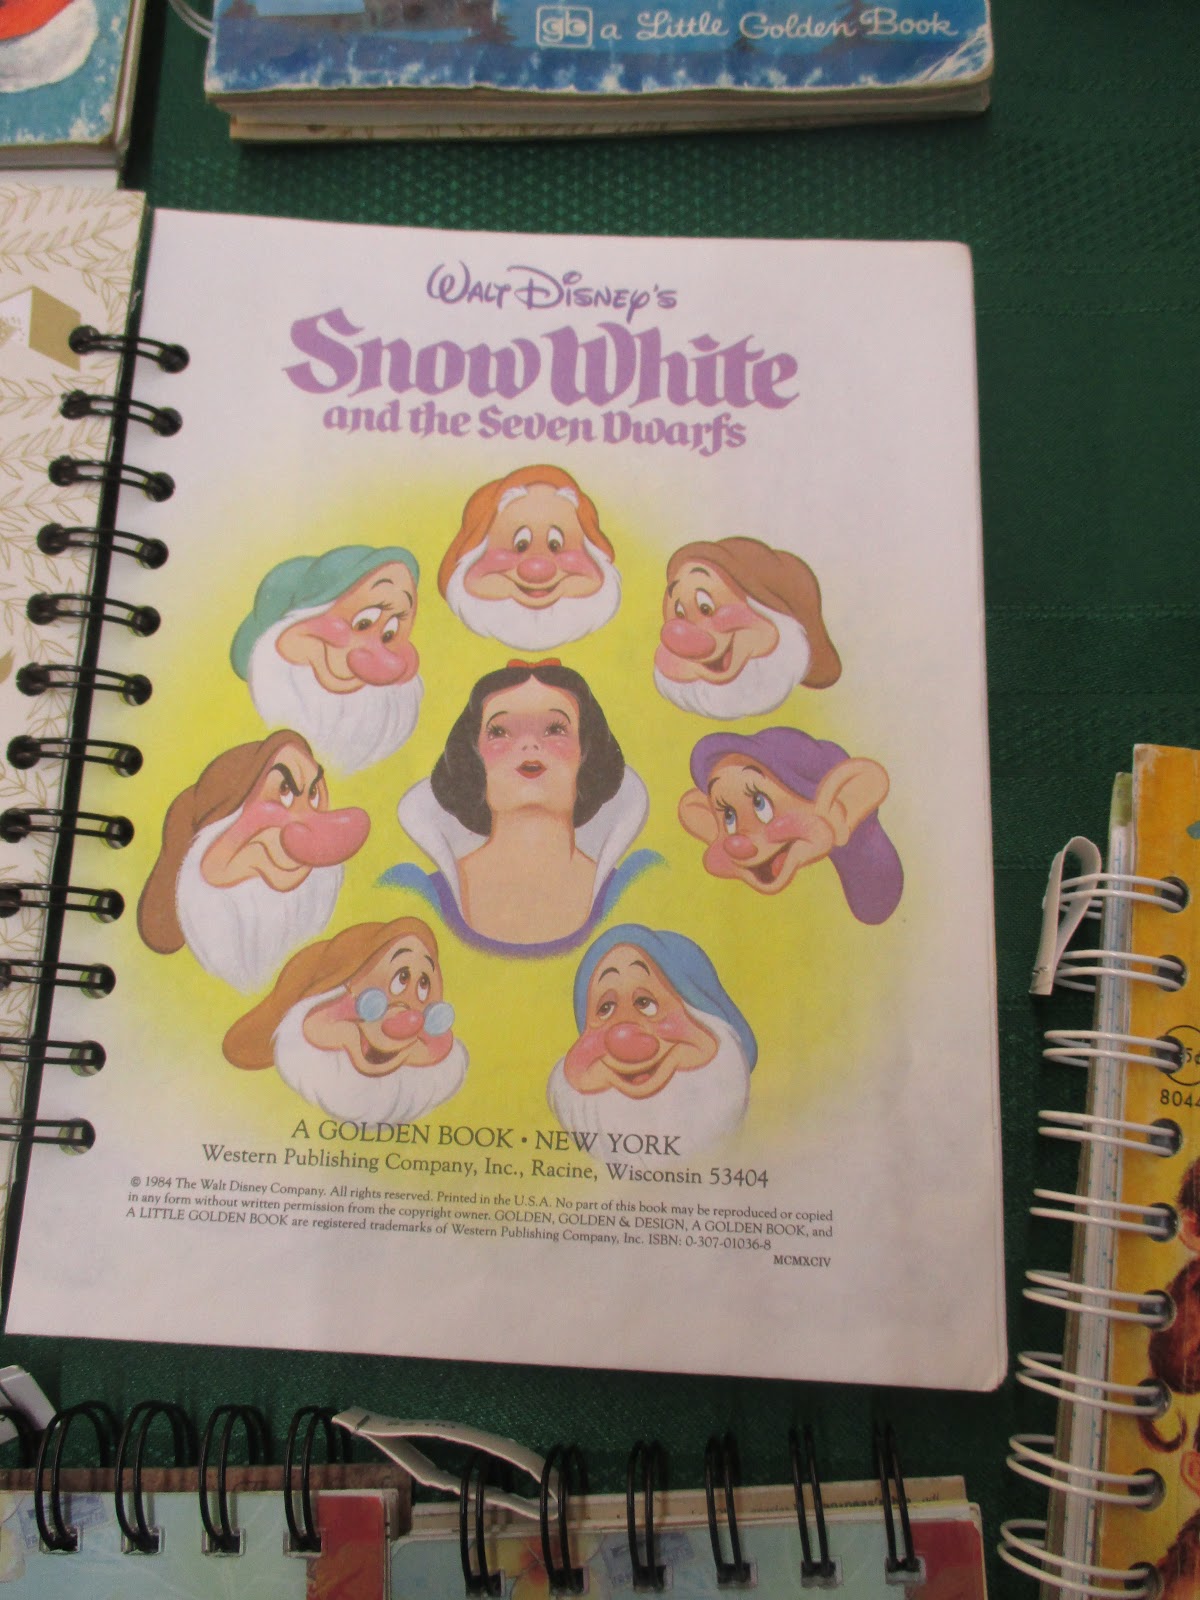 gb a Little Golden Book
WALT DISNEY'S
Snow White
and the Seven Dwarfs
A GOLDEN BOOK • NEW YORK
Western Publishing Company, Inc., Racine, Wisconsin 53404
© 1984 The Walt Disney Company. All rights reserved. Printed in the U.S.A. No part of this book may be reproduced or copied
in any form without written permission from the copyright owner. GOLDEN, GOLDEN & DESIGN, A GOLDEN BOOK, and
A LITTLE GOLDEN BOOK are registered trademarks of Western Publishing Company, Inc. ISBN: 0-307-01036-8
MCMXCIV
8044